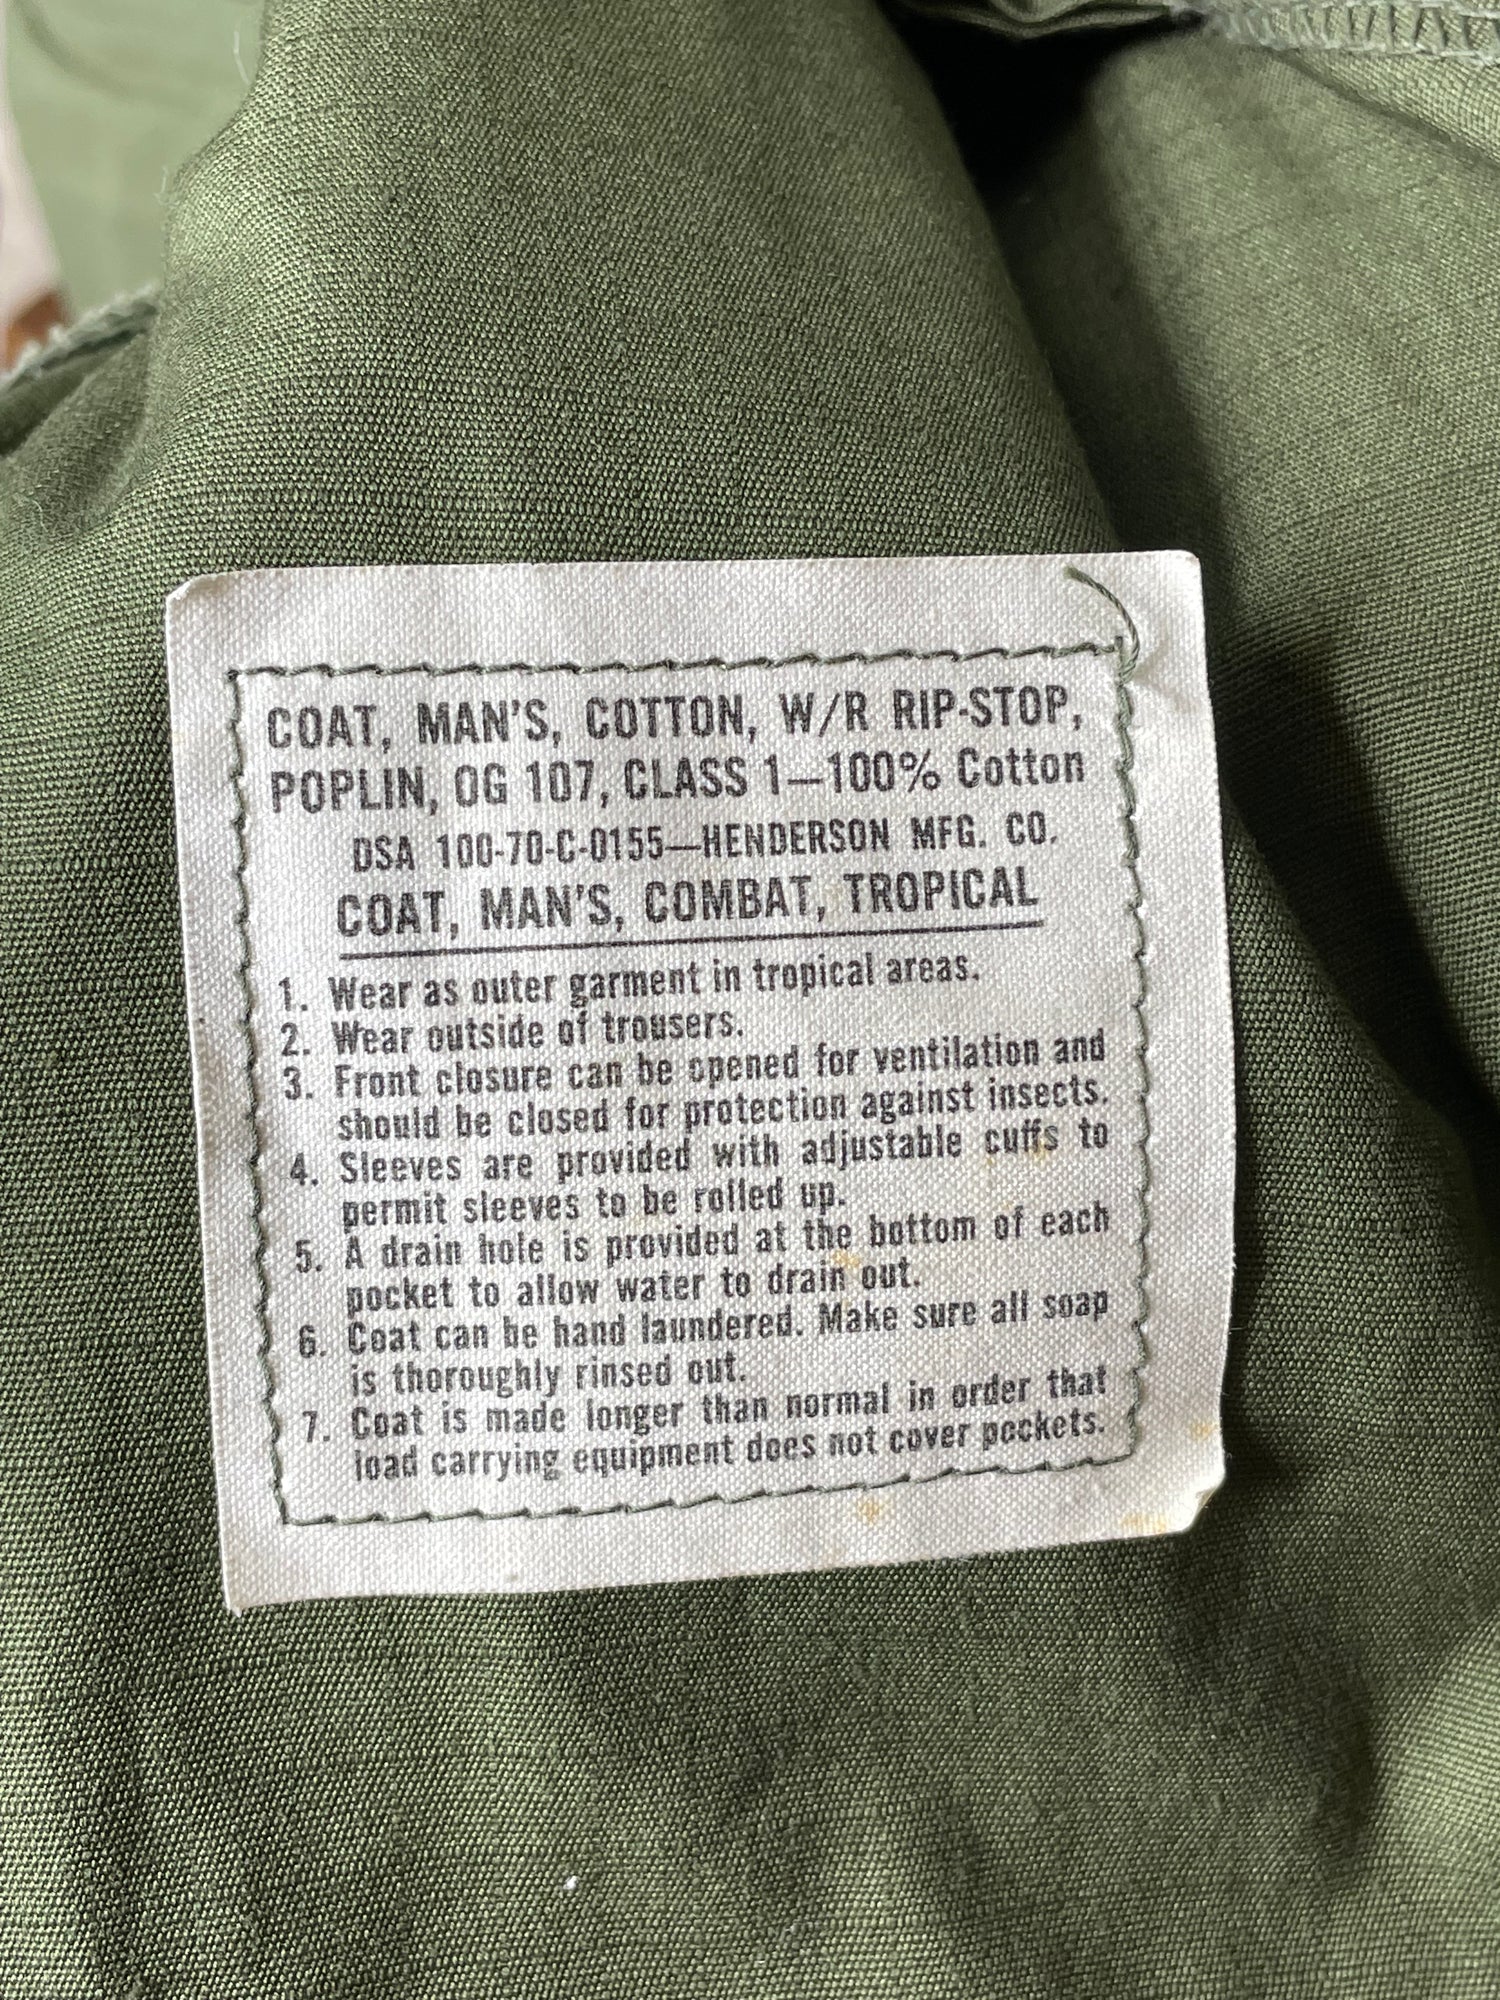 COAT, MAN'S, COTTON, W/R RIP-STOP,
POPLIN, OG 107, CLASS 1—100% Cotton
DSA 100-70-C-0155—HENDERSON MFG. CO.
COAT, MAN'S, COMBAT, TROPICAL
1. Wear as outer garment in tropical areas.
2. Wear outside of trousers.
3. Front closure can be opened for ventilation and
should be closed for protection against insects.
4. Sleeves are provided with adjustable cuffs to
permit sleeves to be rolled up.
5. A drain hole is provided at the bottom of each
pocket to allow water to drain out.
6. Coat can be hand laundered. Make sure all soap
is thoroughly rinsed out.
7. Coat is made longer than normal in order that
load carrying equipment does not cover pockets.